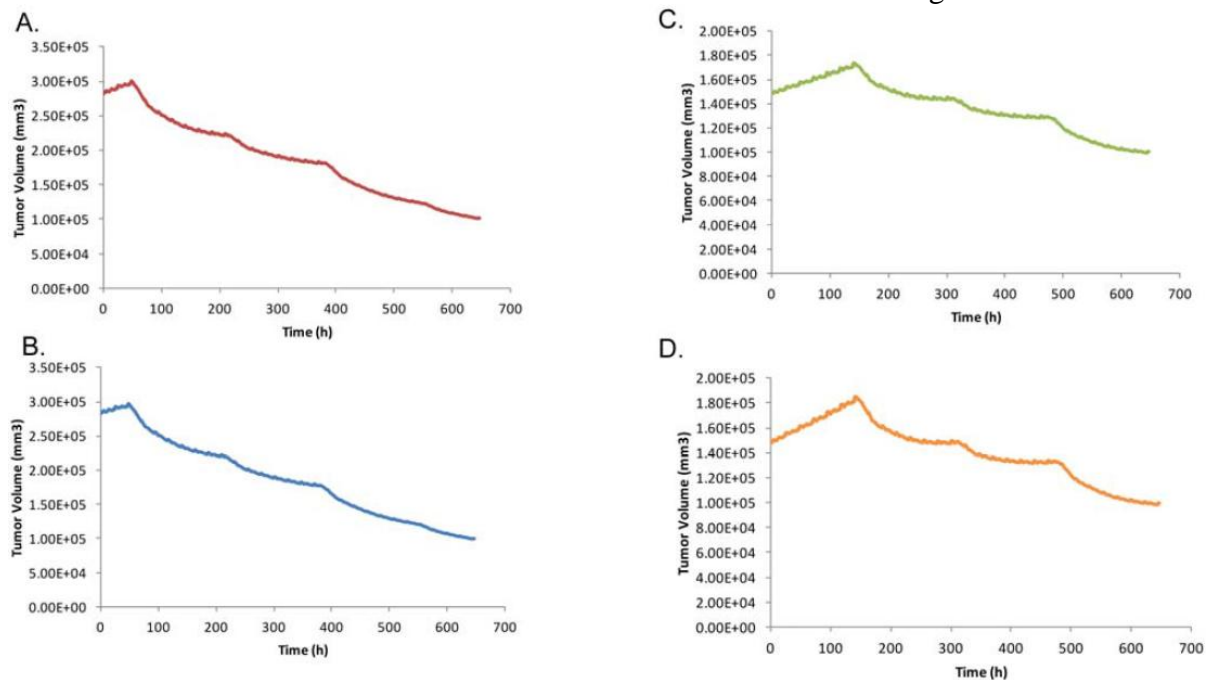 A.
Tumor Volume (mm3)
3.50E+05
3.00E+05
2.50E+05
2.00E+05
1.50E+05
1.00E+05
5.00E+04
0.00E+00
0 100 200 300 400 500 600 700
Time (h)
B.
Tumor Volume (mm3)
3.50E+05
3.00E+05
2.50E+05
2.00E+05
1.50E+05
1.00E+05
5.00E+04
0.00E+00
0 100 200 300 400 500 600 700
Time (h)
C.
Tumor Volume (mm3)
2.00E+05
1.80E+05
1.60E+05
1.40E+05
1.20E+05
1.00E+05
8.00E+04
6.00E+04
4.00E+04
2.00E+04
0.00E+00
0 100 200 300 400 500 600 700
Time (h)
D.
Tumor Volume (mm3)
2.00E+05
1.80E+05
1.60E+05
1.40E+05
1.20E+05
1.00E+05
8.00E+04
6.00E+04
4.00E+04
2.00E+04
0.00E+00
0 100 200 300 400 500 600 700
Time (h)